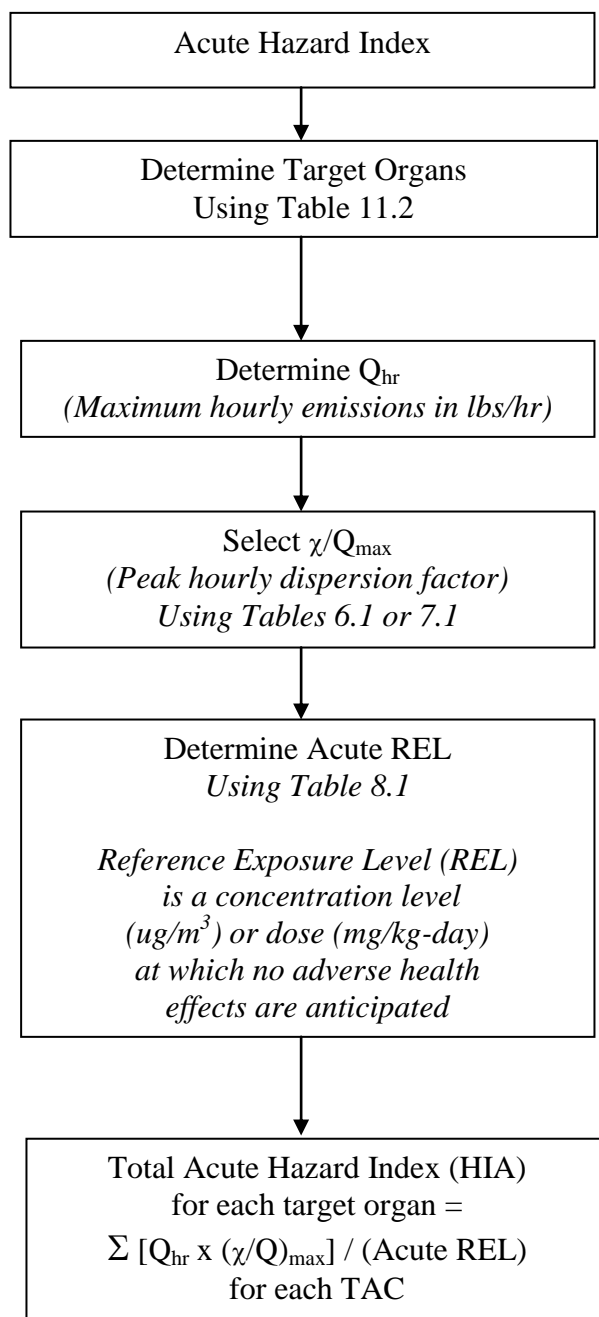 Acute Hazard Index
Determine Target Organs
Using Table 11.2
Determine Qhr
(Maximum hourly emissions in lbs/hr)
Select χ/Qmax
(Peak hourly dispersion factor)
Using Tables 6.1 or 7.1
Determine Acute REL
Using Table 8.1
Reference Exposure Level (REL)
is a concentration level
(ug/m³) or dose (mg/kg-day)
at which no adverse health
effects are anticipated
Total Acute Hazard Index (HIA)
for each target organ =
Σ [Qhr x (χ/Q)max] / (Acute REL)
for each TAC